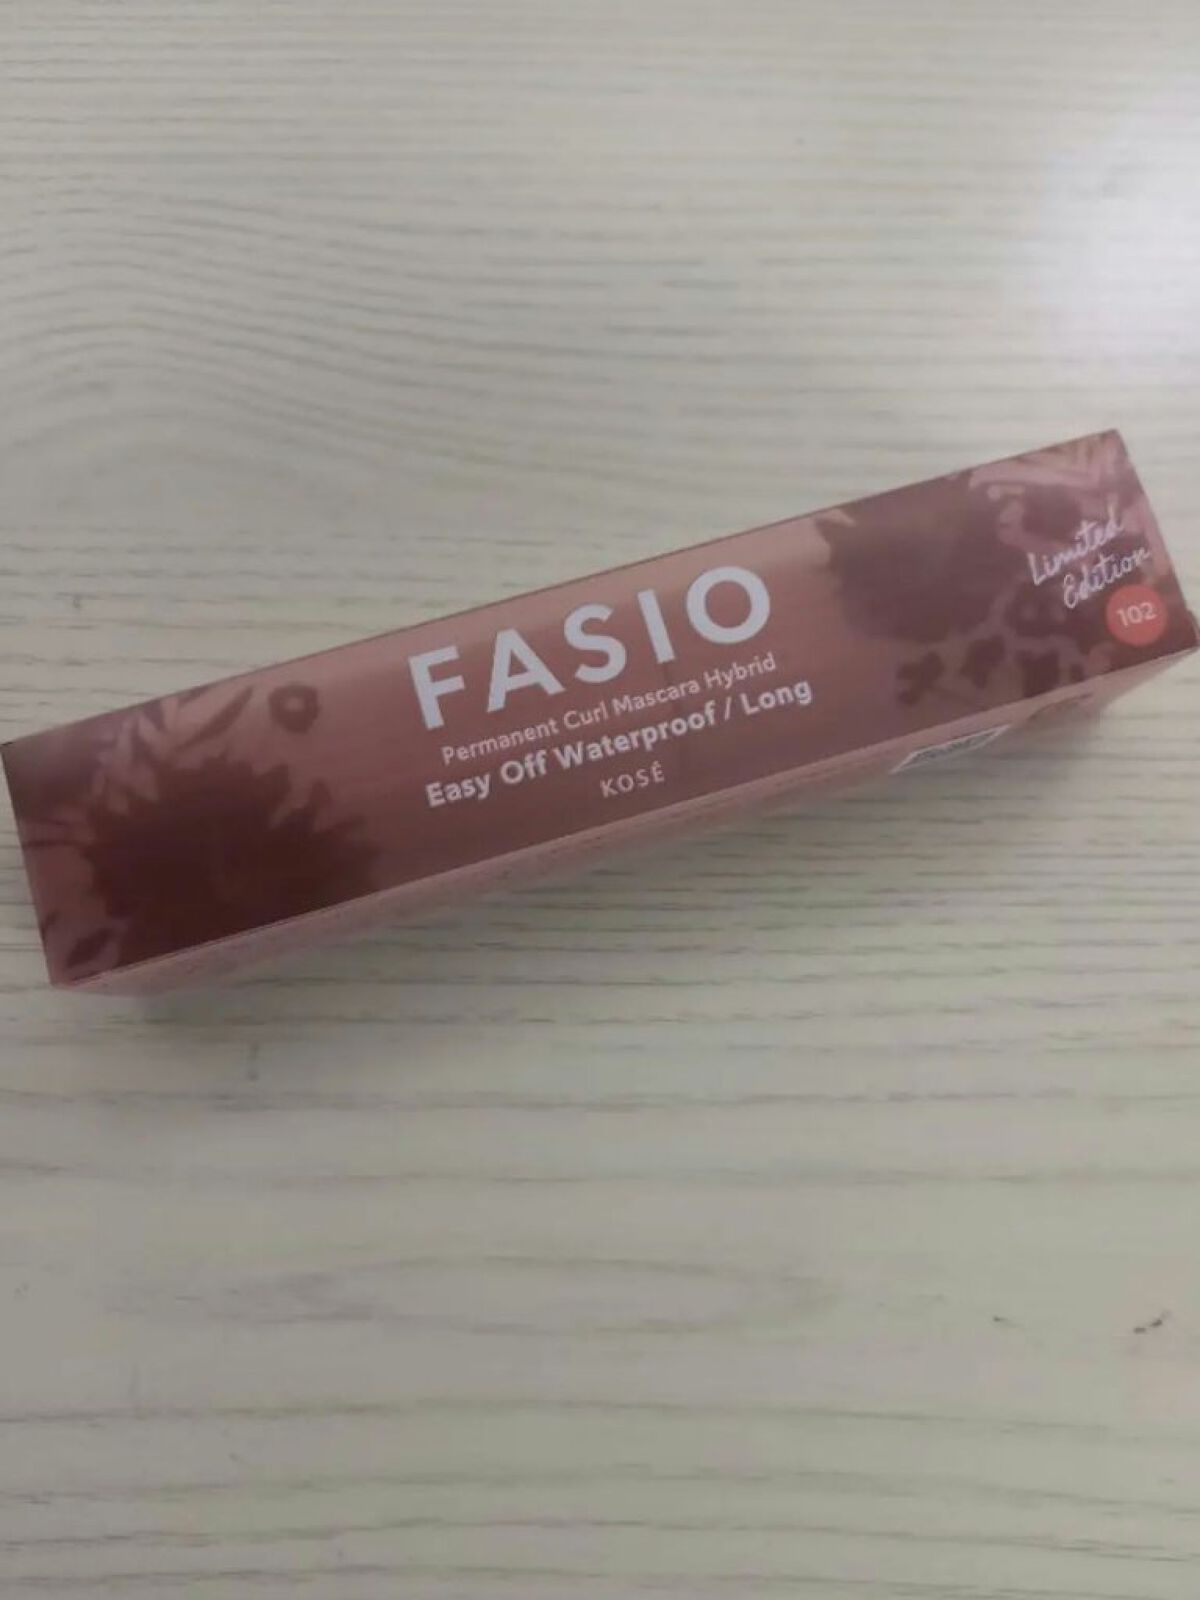 FASIO
Permanent Curl Mascara Hybrid
Easy Off Waterproof / Long
KOSÉ
Limited
Edition
102